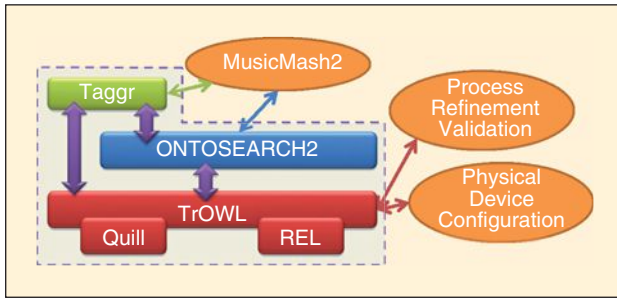 MusicMash2
Taggr
Process
Refinement
Validation
ONTOSEARCH2
Physical
Device
Configuration
TrOWL
Quill
REL